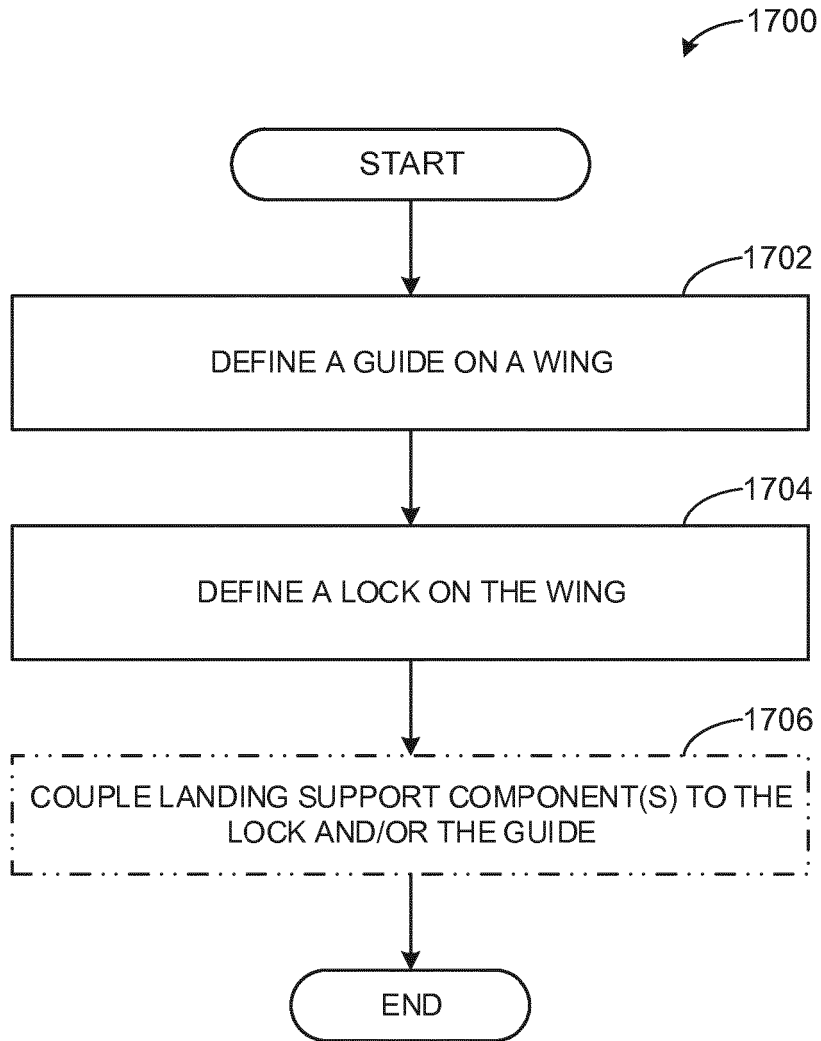 1700
START
1702
DEFINE A GUIDE ON A WING
1704
DEFINE A LOCK ON THE WING
1706
COUPLE LANDING SUPPORT COMPONENT(S) TO THE
LOCK AND/OR THE GUIDE
END